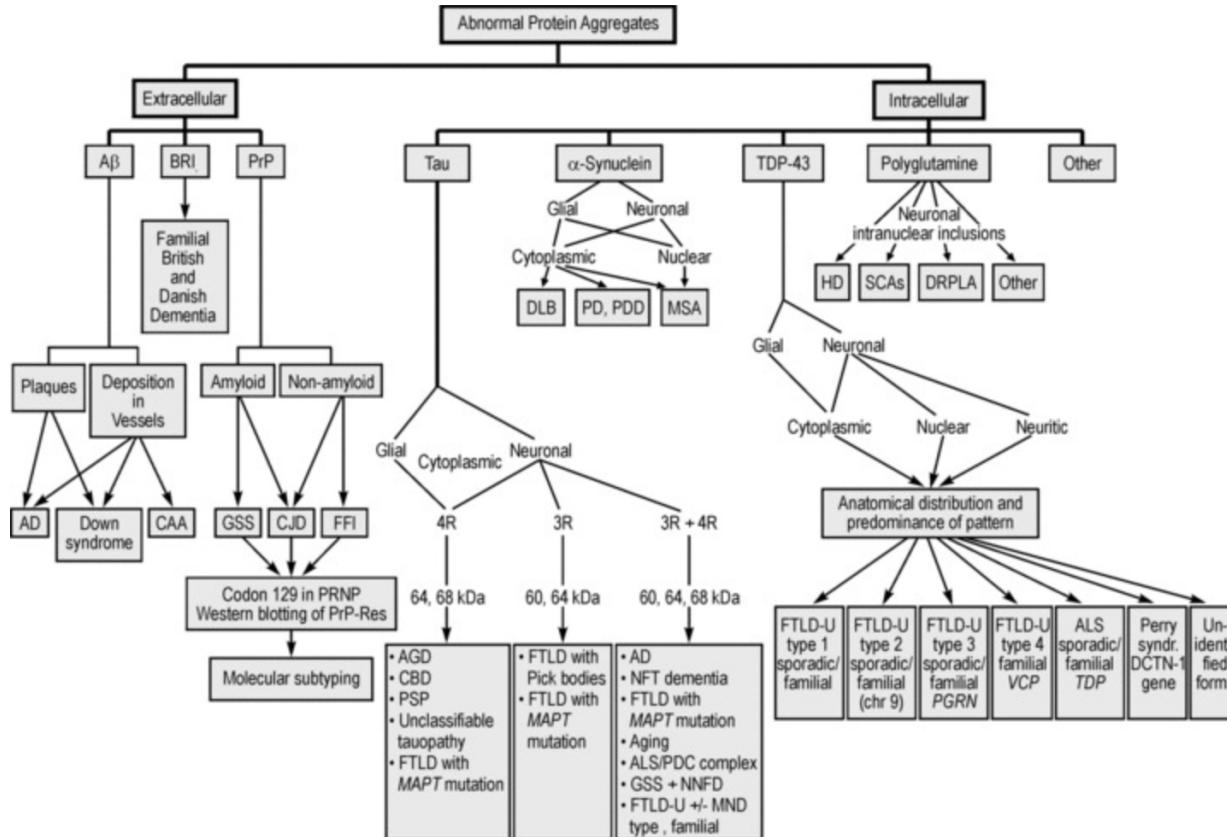 Abnormal Protein Aggregates
Extracellular
Intracellular
Aβ
BRI
PrP
Tau
α-Synuclein
TDP-43
Polyglutamine
Other
Familial
British
and
Danish
Dementia
Glial
Neuronal
Cytoplasmic
Nuclear
DLB
PD, PDD
MSA
Neuronal
intranuclear inclusions
HD
SCAs
DRPLA
Other
Plaques
Deposition
in
Vessels
Amyloid
Non-amyloid
AD
Down
syndrome
CAA
GSS
CJD
FFI
Codon 129 in PRNP
Western blotting of PrP-Res
Molecular subtyping
Glial
Cytoplasmic
Neuronal
4R
3R
3R + 4R
64, 68 kDa
60, 64 kDa
60, 64, 68 kDa
• AGD
• CBD
• PSP
• Unclassifiable
tauopathy
• FTLD with
MAPT mutation
• FTLD with
Pick bodies
• FTLD with
MAPT
mutation
• AD
• NFT dementia
• FTLD with
MAPT mutation
• Aging
• ALS/PDC complex
• GSS + NNFD
• FTLD-U +/- MND
type , familial
Glial
Neuronal
Cytoplasmic
Nuclear
Neuritic
Anatomical distribution and
predominance of pattern
FTLD-U
type 1
sporadic/
familial
FTLD-U
type 2
sporadic/
familial
(chr 9)
FTLD-U
type 3
sporadic/
familial
PGRN
FTLD-U
type 4
familial
VCP
ALS
sporadic/
familial
TDP
Perry
syndr.
DCTN-1
gene
Un-
identi
fied
form